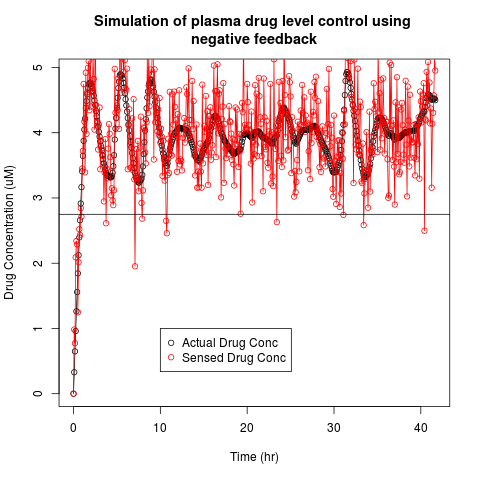 Simulation of plasma drug level control using
negative feedback
Drug Concentration (uM)
5
4
3
2
1
0
Actual Drug Conc
Sensed Drug Conc
0 10 20 30 40
Time (hr)